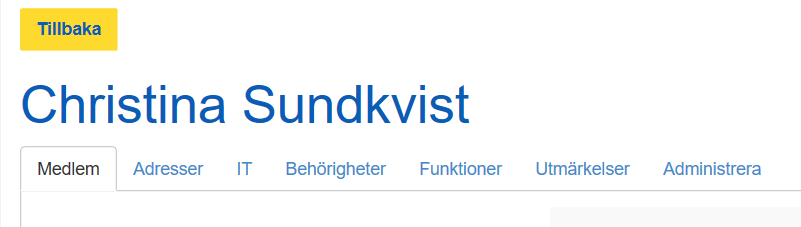 Tillbaka
Christina Sundkvist
Medlem Adresser IT Behörigheter Funktioner Utmärkelser Administrera